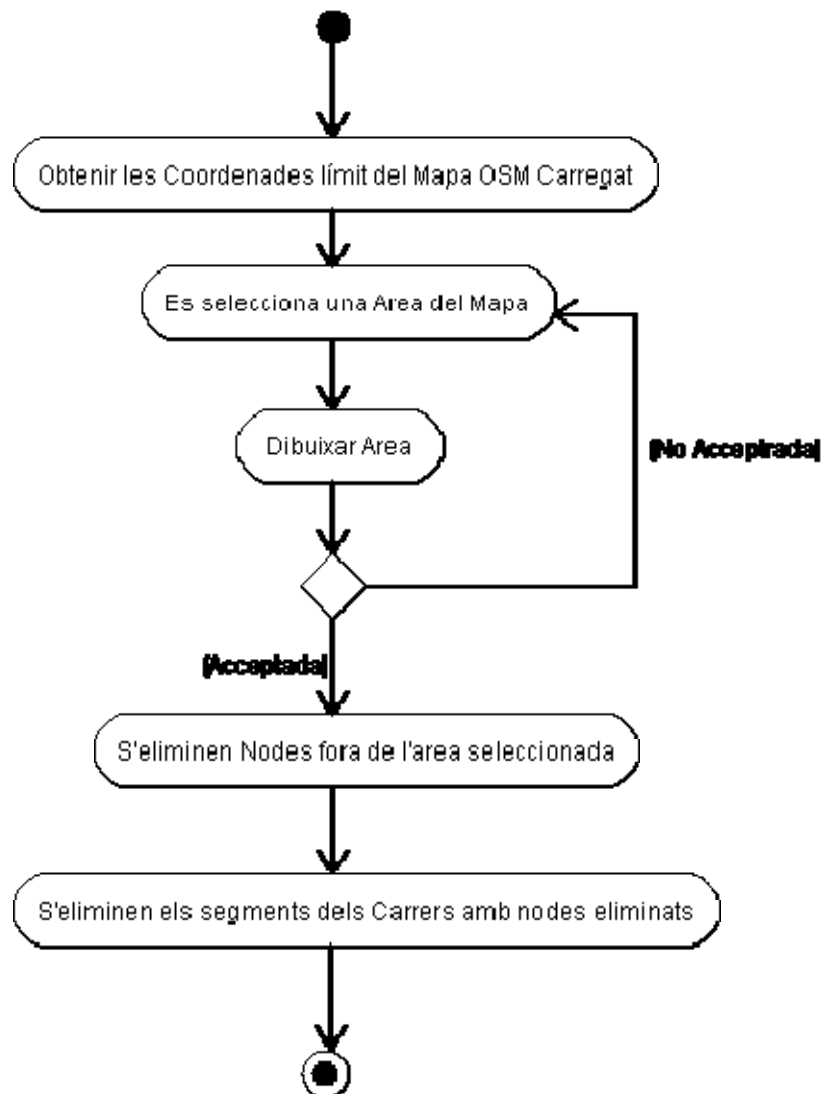 Obtenir les Coordenades límit del Mapa OSM Carregat
Es selecciona una Area del Mapa
Dibuixar Area
[No Acceptrada]
[Acceptada]
S'eliminen Nodes fora de l'area seleccionada
S'eliminen els segments dels Carrers amb nodes eliminats